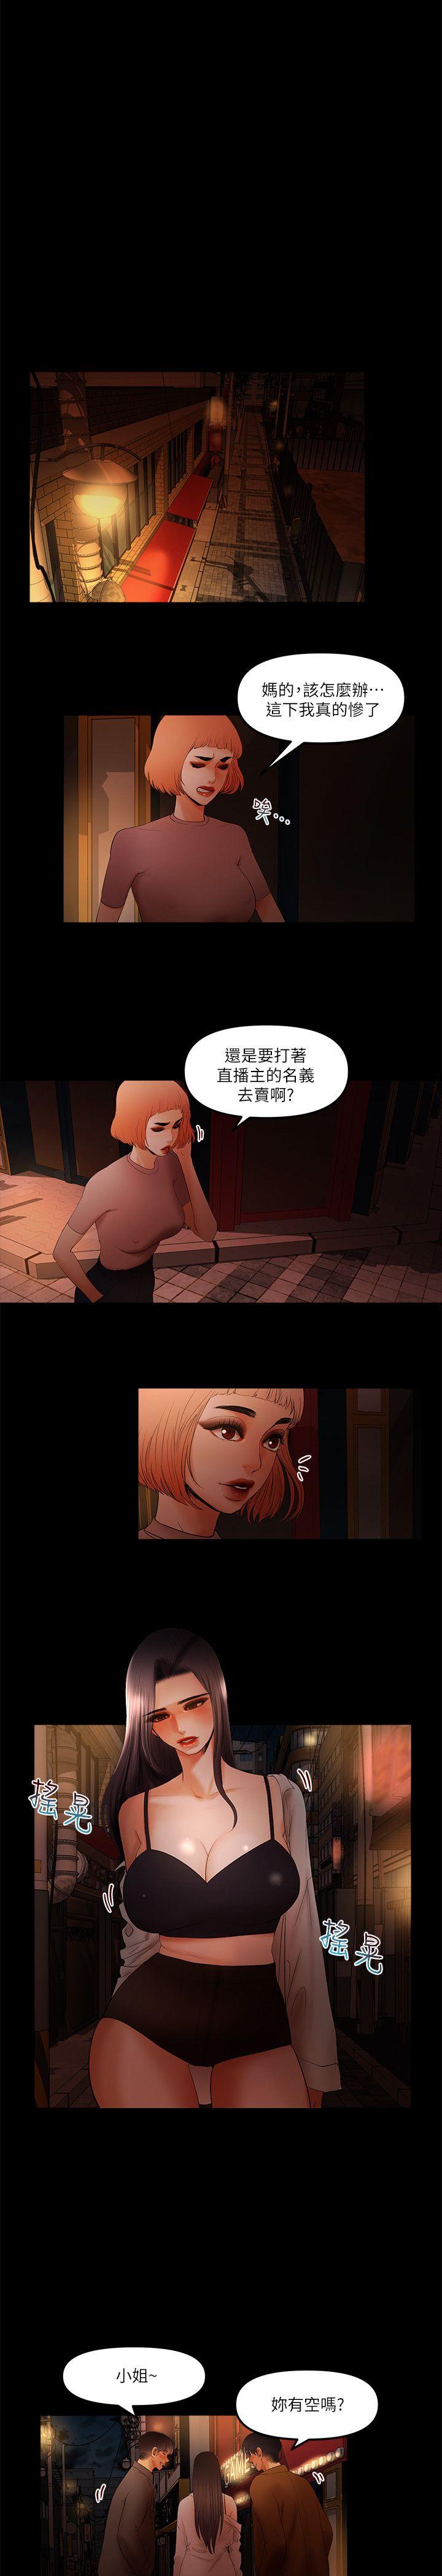 媽的,該怎麼辦…
這下我真的慘了
唉…
還是要打著
直播主的名義
去賣啊?
搖晃
搖晃
小姐~
妳有空嗎?